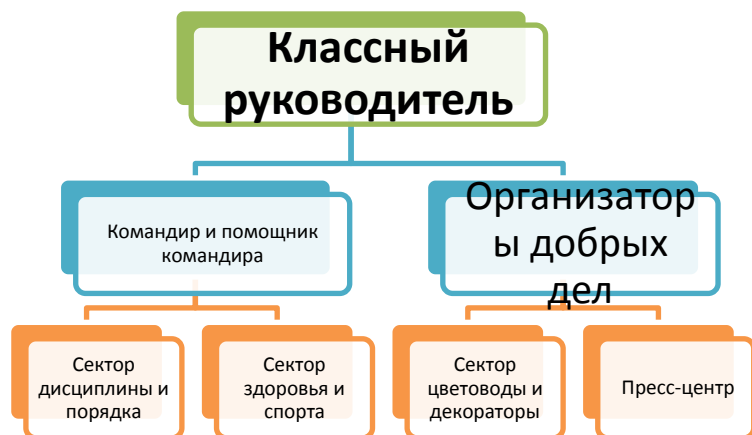 Классный
руководитель
Командир и помощник
командира
Организатор
ы добрых
дел
Сектор
дисциплины и
порядка
Сектор
здоровья и
спорта
Сектор
цветоводы и
декораторы
Пресс-центр